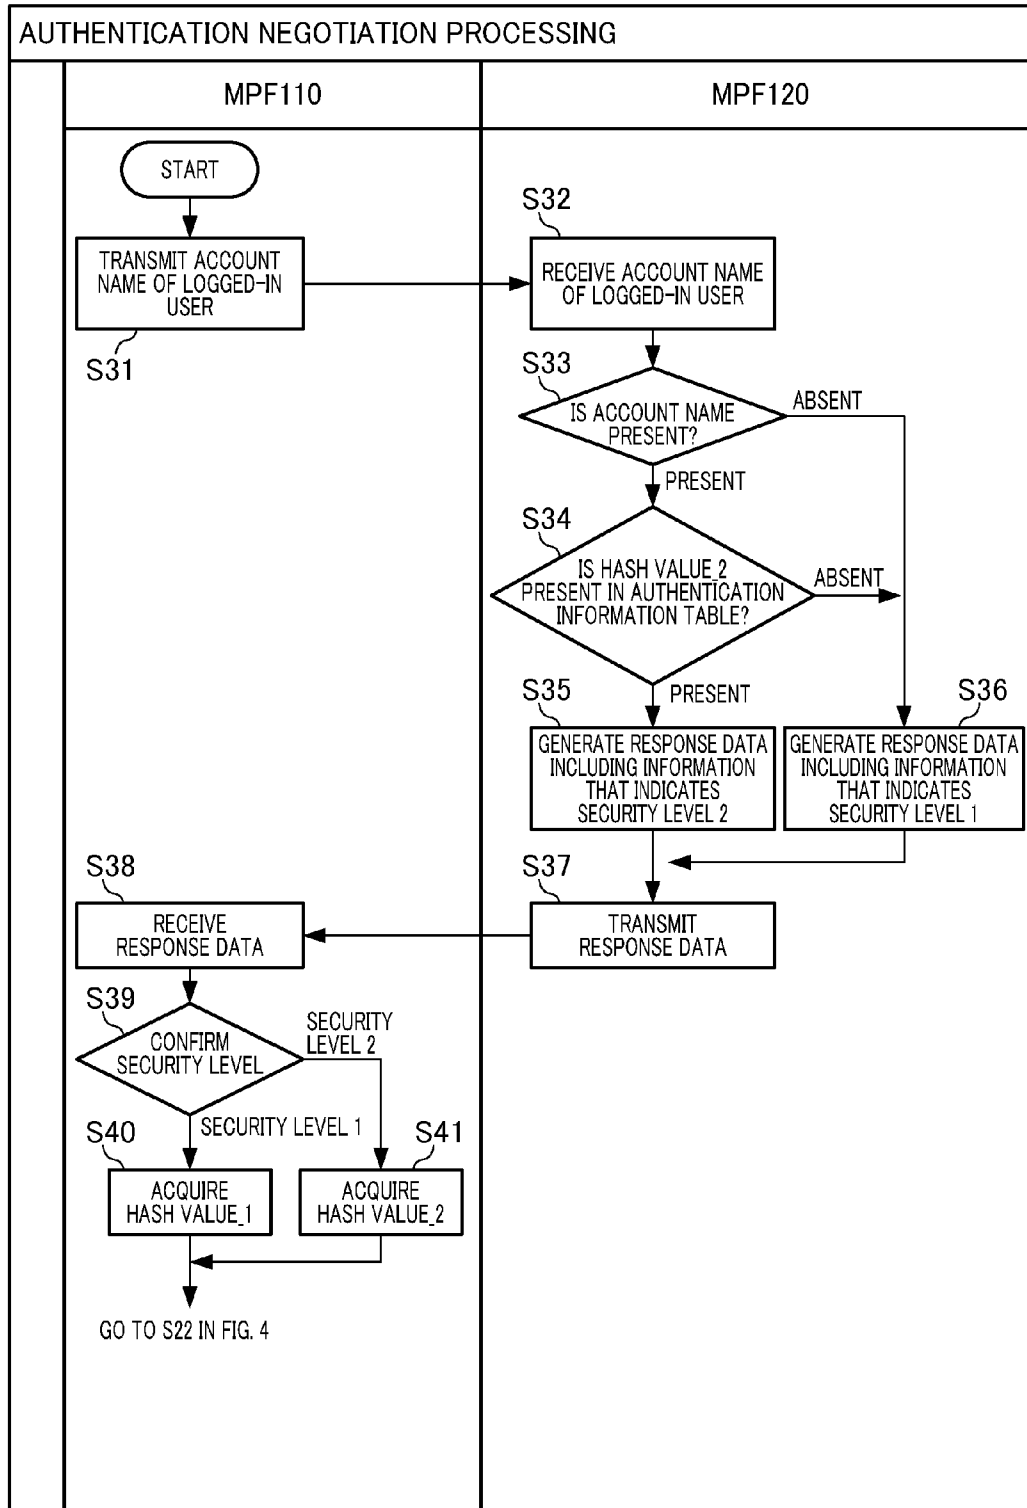 AUTHENTICATION NEGOTIATION PROCESSING
MPF110
MPF120
START
S31
TRANSMIT ACCOUNT
NAME OF LOGGED-IN
USER
S32
RECEIVE ACCOUNT NAME
OF LOGGED-IN USER
S33
IS ACCOUNT NAME
PRESENT?
ABSENT
PRESENT
S34
IS HASH VALUE_2
PRESENT IN AUTHENTICATION
INFORMATION TABLE?
ABSENT
PRESENT
S35
GENERATE RESPONSE DATA
INCLUDING INFORMATION
THAT INDICATES
SECURITY LEVEL 2
S36
GENERATE RESPONSE DATA
INCLUDING INFORMATION
THAT INDICATES
SECURITY LEVEL 1
S37
TRANSMIT
RESPONSE DATA
S38
RECEIVE
RESPONSE DATA
S39
CONFIRM
SECURITY LEVEL
SECURITY
LEVEL 2
SECURITY LEVEL 1
S40
ACQUIRE
HASH VALUE_1
S41
ACQUIRE
HASH VALUE_2
GO TO S22 IN FIG. 4